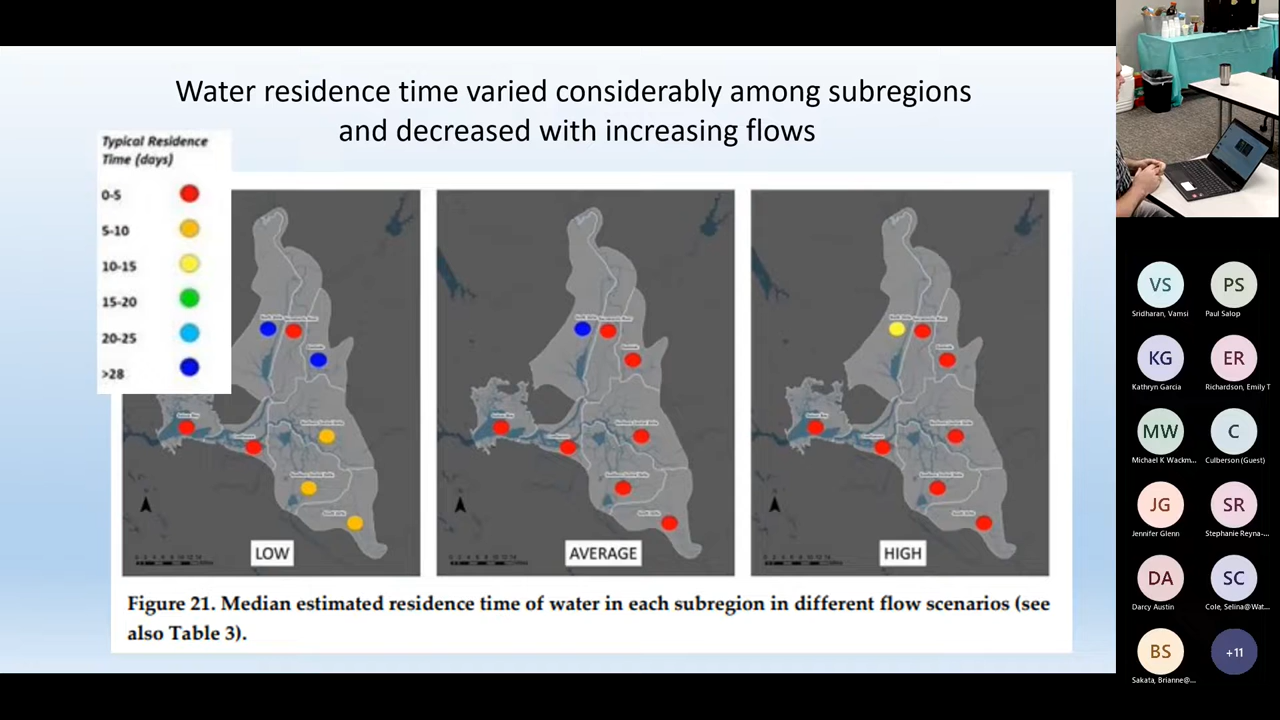 Water residence time varied considerably among subregions
and decreased with increasing flows
Typical Residence
Time (days)
0-5
5-10
10-15
15-20
20-25
>28
LOW
AVERAGE
HIGH
Figure 21. Median estimated residence time of water in each subregion in different flow scenarios (see
also Table 3).
VS
PS
Sridharan, Vamsi
Paul Salop
KG
ER
Kathryn Garcia
Richardson, Emily T
MW
C
Michael K Wackm...
Culberson (Guest)
JG
SR
Jennifer Glenn
Stephanie Reyna-...
DA
SC
Darcy Austin
Cole, Selina@Wat...
BS
+11
Sakata, Brianne@...